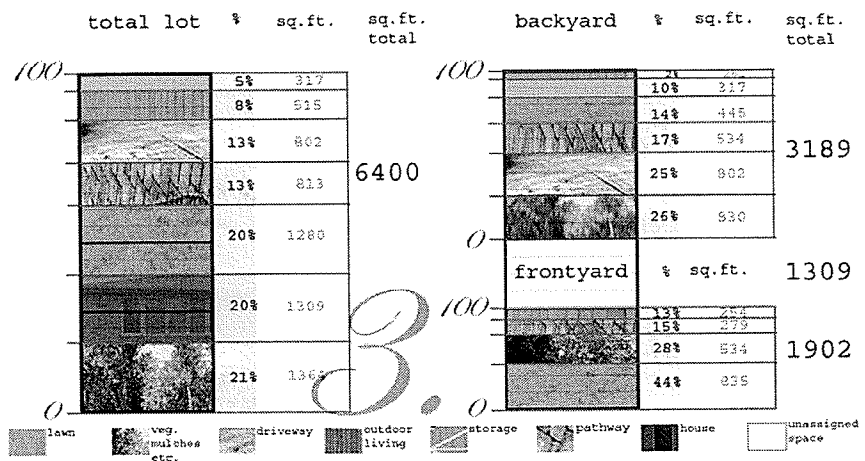 total lot % sq.ft. sq.ft. total
100
5% 317
8% 515
13% 802
13% 813
6400
20% 1280
20% 1309
21% 1364
0
backyard % sq.ft. sq.ft. total
100
2%
10% 317
14% 445
17% 534
3189
25% 802
26% 830
0
frontyard % sq.ft. 1309
100
13% 254
15% 279
28% 534
1902
44% 835
0
3.
lawn
veg. mulches etc.
driveway
outdoor living
storage
pathway
house
unassigned space